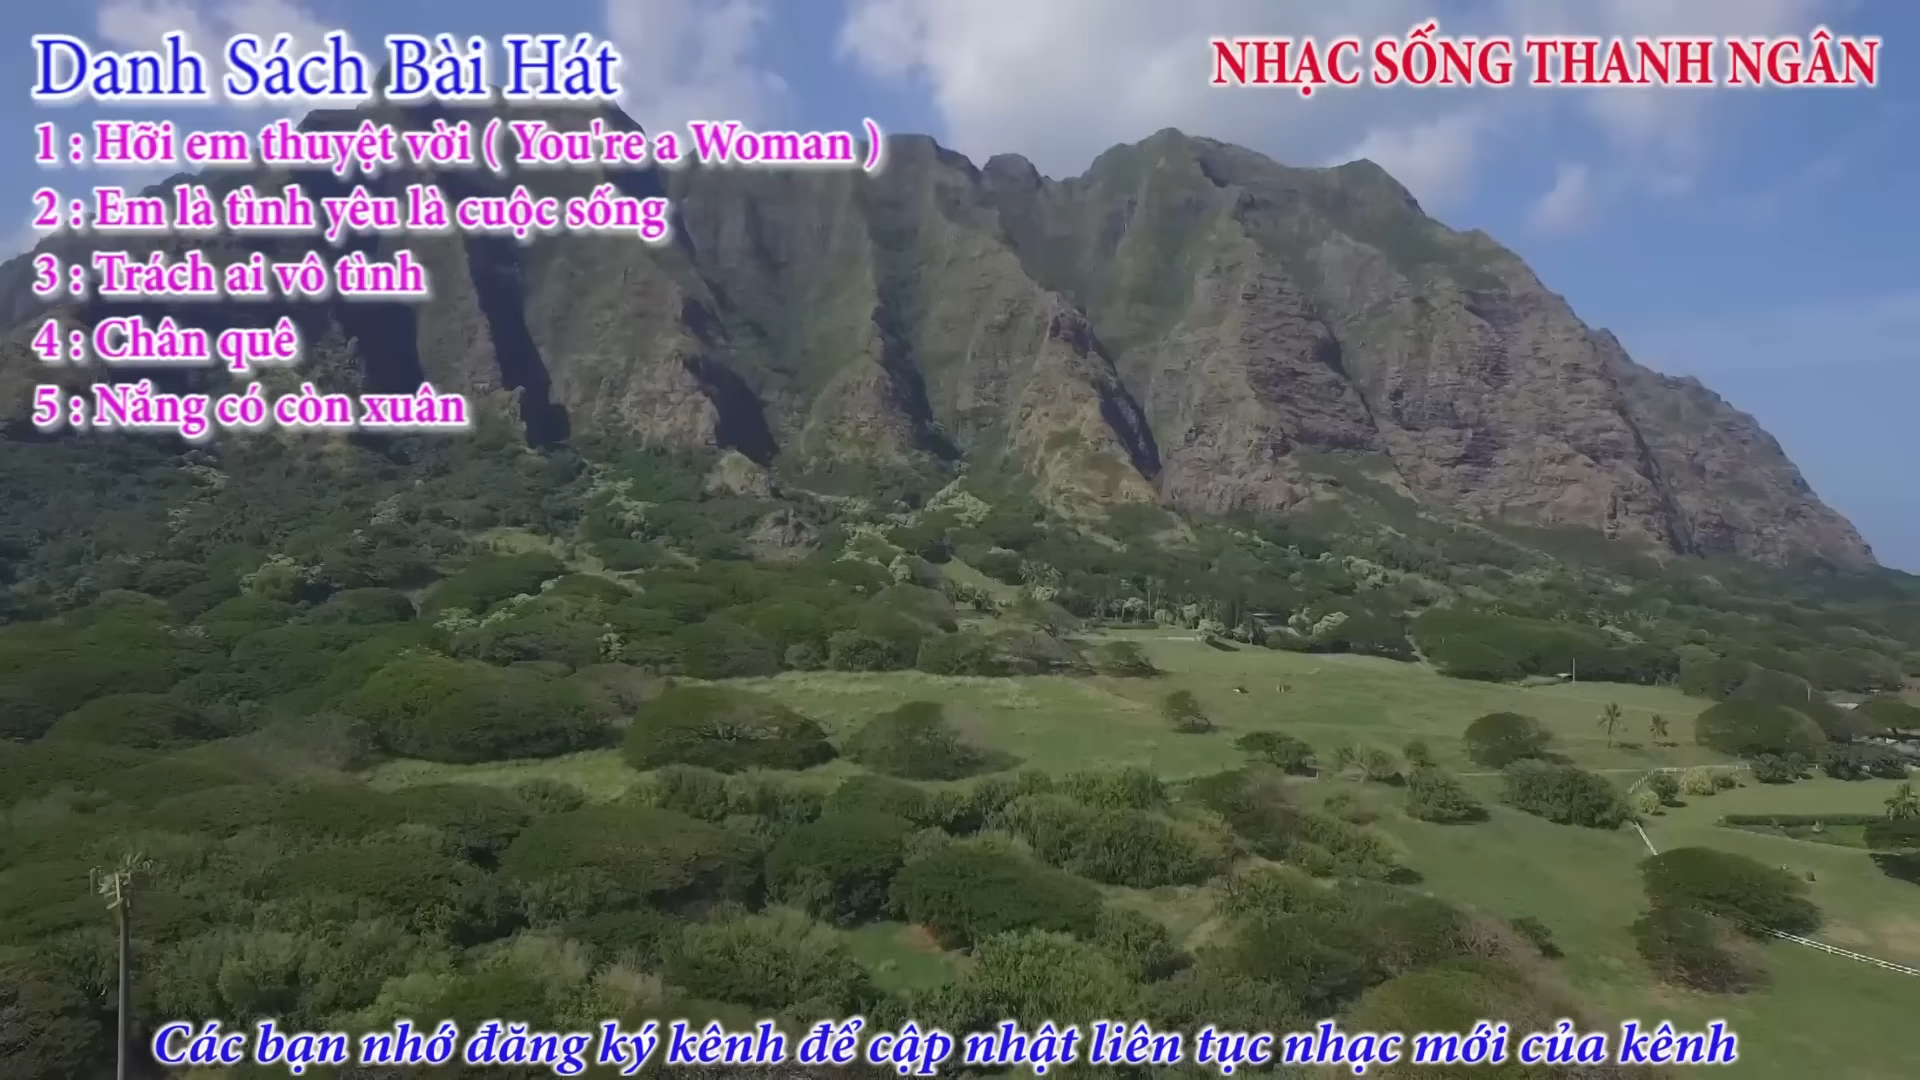 Danh Sách Bài Hát
NHẠC SỐNG THANH NGÂN
1 : Hỡi em thuyệt vời ( You're a Woman )
2 : Em là tình yêu là cuộc sống
3 : Trách ai vô tình
4 : Chân quê
5 : Nắng có còn xuân
Các bạn nhớ đăng ký kênh để cập nhật liên tục nhạc mới của kênh